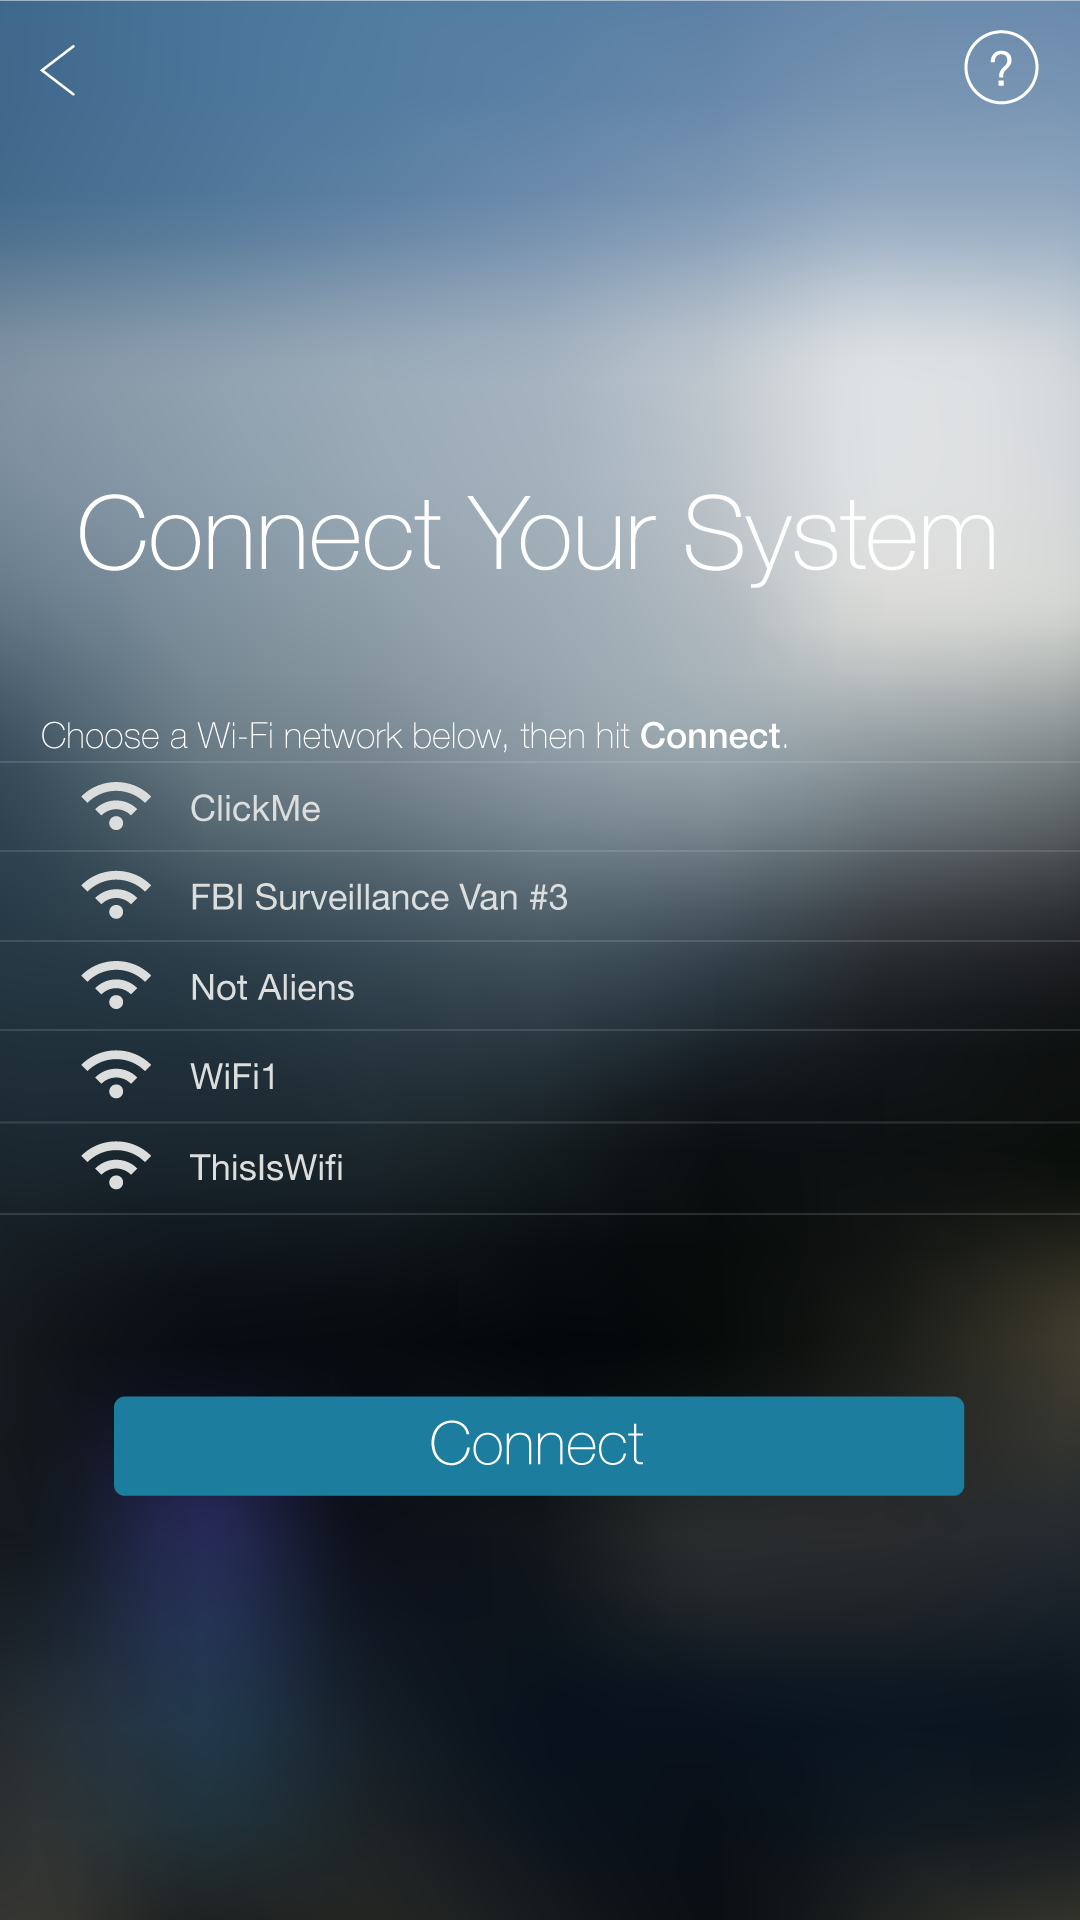 ?
Connect Your System
Choose a Wi-Fi network below, then hit Connect.
ClickMe
FBI Surveillance Van #3
Not Aliens
WiFi1
ThisIsWifi
Connect